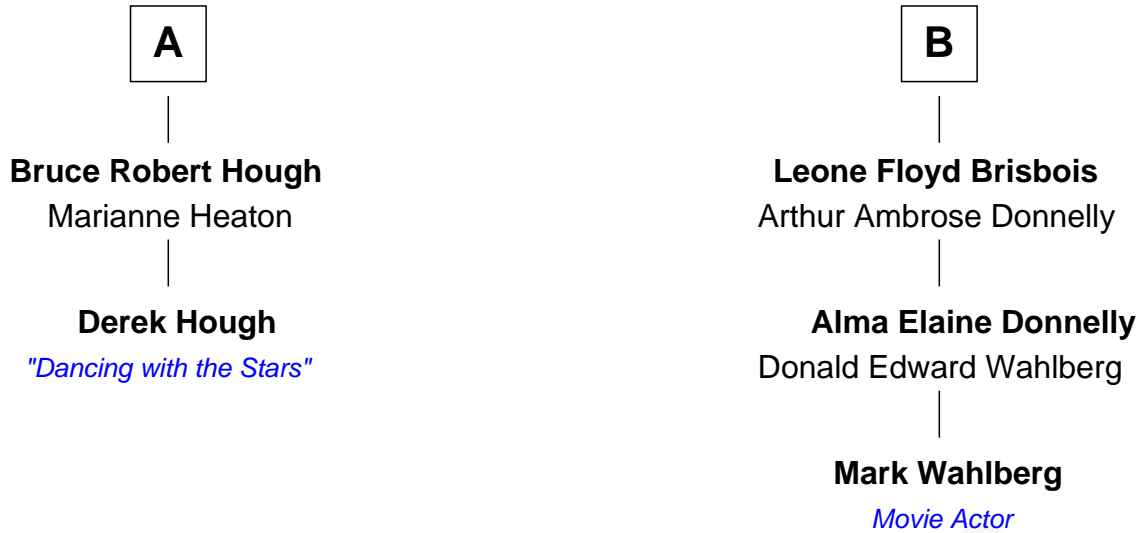 A
Bruce Robert Hough
Marianne Heaton
Derek Hough
"Dancing with the Stars"
B
Leone Floyd Brisbois
Arthur Ambrose Donnelly
Alma Elaine Donnelly
Donald Edward Wahlberg
Mark Wahlberg
Movie Actor